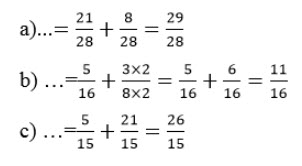 a)...= 21/28 + 8/28 = 29/28
b) ...= 5/16 + 3×2/8×2 = 5/16 + 6/16 = 11/16
c) ...= 5/15 + 21/15 = 26/15